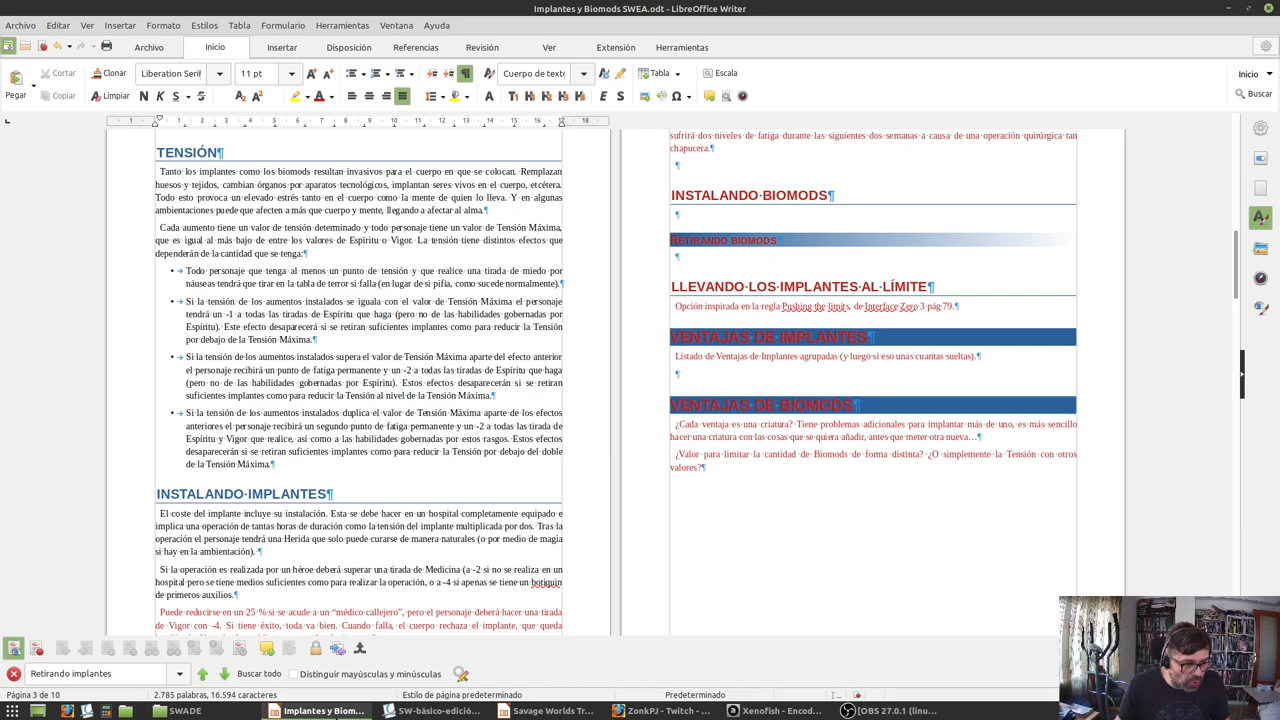 Implantes y Biomods SWEA.odt - LibreOffice Writer
Archivo Editar Ver Insertar Formato Estilos Tabla Formulario Herramientas Ventana Ayuda
Archivo Inicio Insertar Disposición Referencias Revisión Ver Extensión Herramientas
Pegar Cortar Clonar Liberation Serif 11 pt Cuerpo de texto Tabla Escala Inicio
Copiar Limpiar Buscar
TENSIÓN¶
Tanto los implantes como los biomods resultan invasivos para el cuerpo en que se colocan. Remplazan
huesos y tejidos, cambian órganos por aparatos tecnológicos, implantan seres vivos en el cuerpo, etcétera.
Todo esto provoca un elevado estrés tanto en el cuerpo como la mente de quien lo lleva. Y en algunas
ambientaciones puede que afecten a más que cuerpo y mente, llegando a afectar al alma.¶
Cada aumento tiene un valor de tensión determinado y todo personaje tiene un valor de Tensión Máxima,
que es igual al más bajo de entre los valores de Espíritu o Vigor. La tensión tiene distintos efectos que
dependerán de la cantidad que se tenga:¶
• Todo personaje que tenga al menos un punto de tensión y que realice una tirada de miedo por
náuseas tendrá que tirar en la tabla de terror si falla (en lugar de si pifia, como sucede normalmente).¶
• Si la tensión de los aumentos instalados se iguala con el valor de Tensión Máxima el personaje
tendrá un -1 a todas las tiradas de Espíritu que haga (pero no de las habilidades gobernadas por
Espíritu). Este efecto desaparecerá si se retiran suficientes implantes como para reducir la Tensión
por debajo de la Tensión Máxima.¶
• Si la tensión de los aumentos instalados supera el valor de Tensión Máxima aparte del efecto anterior
el personaje recibirá un punto de fatiga permanente y un -2 a todas las tiradas de Espíritu que haga
(pero no de las habilidades gobernadas por Espíritu). Estos efectos desaparecerán si se retiran
suficientes implantes como para reducir la Tensión al nivel de la Tensión Máxima.¶
• Si la tensión de los aumentos instalados duplica el valor de Tensión Máxima aparte de los efectos
anteriores el personaje recibirá un segundo punto de fatiga permanente y un -2 a todas las tirada de
Espíritu y Vigor que realice, así como a las habilidades gobernadas por estos rasgos. Estos efectos
desaparecerán si se retiran suficientes implantes como para reducir la Tensión por debajo del doble
de la Tensión Máxima.¶
INSTALANDO IMPLANTES¶
El coste del implante incluye su instalación. Esta se debe hacer en un hospital completamente equipado e
implica una operación de tantas horas de duración como la tensión del implante multiplicada por dos. Tras la
operación el personaje tendrá una Herida que solo puede curarse de manera naturales (o por medio de magia
si hay en la ambientación). ¶
Si la operación es realizada por un héroe deberá superar una tirada de Medicina (a -2 si no se realiza en un
hospital pero se tiene medios suficientes como para realizar la operación, o a -4 si apenas se tiene un botiquin
de primeros auxilios.¶
Puede reducirse en un 25 % si se acude a un “médico callejero”, pero el personaje deberá hacer una tirada
de Vigor con -4. Si tiene éxito, toda va bien. Cuando falla, el cuerpo rechaza el implante, que queda
sufrirá dos niveles de fatiga durante las siguientes dos semanas a causa de una operación quirúrgica tan
chapucera.¶
¶
INSTALANDO BIOMODS¶
¶
RETIRANDO BIOMODS
¶
LLEVANDO LOS IMPLANTES AL LÍMITE¶
Opción inspirada en la regla Pushing the limits, de Interface Zero 3 pág 79.¶
VENTAJAS DE IMPLANTES¶
Listado de Ventajas de Implantes agrupadas (y luego si eso unas cuantas sueltas).¶
¶
VENTAJAS DE BIOMODS¶
¿Cada ventaja es una criatura? Tiene problemas adicionales para implantar más de uno, es más sencillo
hacer una criatura con las cosas que se quiera añadir, antes que meter otra nueva…¶
¿Valor para limitar la cantidad de Biomods de forma distinta? ¿O simplemente la Tensión con otros
valores?¶
Retirando implantes Buscar todo Distinguir mayúsculas y minúsculas
Página 3 de 10 2.785 palabras, 16.594 caracteres Estilo de página predeterminado Predeterminado
SWADE Implantes y Biom... SW-básico-edició... Savage Worlds Tr... ZonkPJ - Twitch - ... Xenofish - Encod... [OBS 27.0.1 (linu...